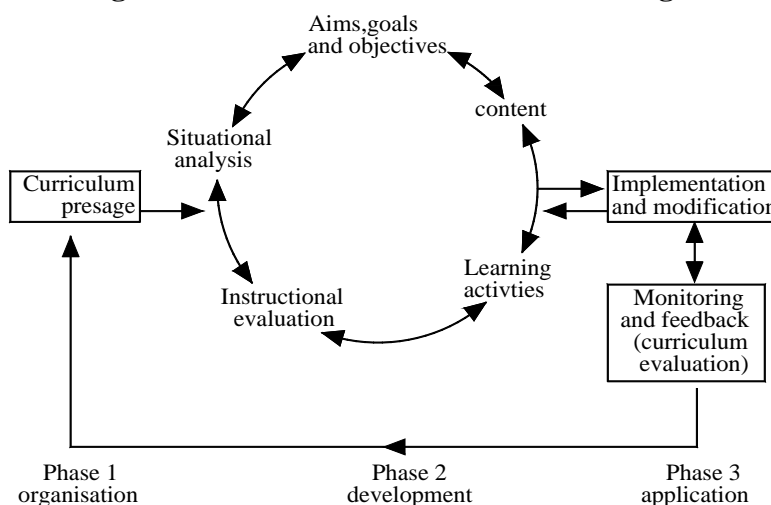 Aims,goals
and objectives
content
Situational
analysis
Curriculum
presage
Implementation
and modification
Learning
activties
Instructional
evaluation
Monitoring
and feedback
(curriculum
evaluation)
Phase 1
organisation
Phase 2
development
Phase 3
application